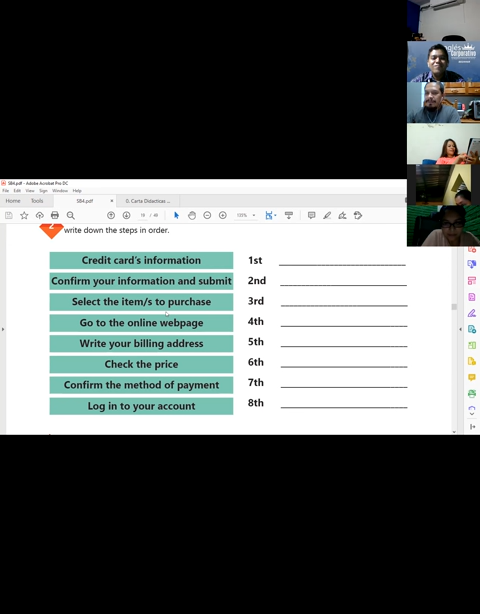 Inglés
Corporativo
SB4.pdf - Adobe Acrobat Pro DC
File Edit View Sign Window Help
Home Tools SB4.pdf × 0. Carta Didacticas ...
19 / 49 133%
2 write down the steps in order.
Credit card's information 1st
Confirm your information and submit 2nd
Select the item/s to purchase 3rd
Go to the online webpage 4th
Write your billing address 5th
Check the price 6th
Confirm the method of payment 7th
Log in to your account 8th